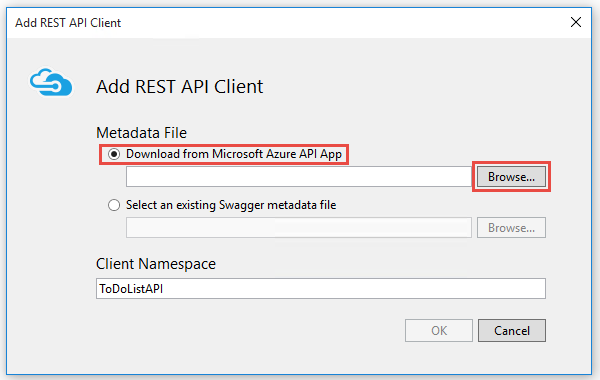 Add REST API Client
Add REST API Client
Metadata File
Download from Microsoft Azure API App
Browse...
Select an existing Swagger metadata file
Browse...
Client Namespace
ToDoListAPI
OK Cancel